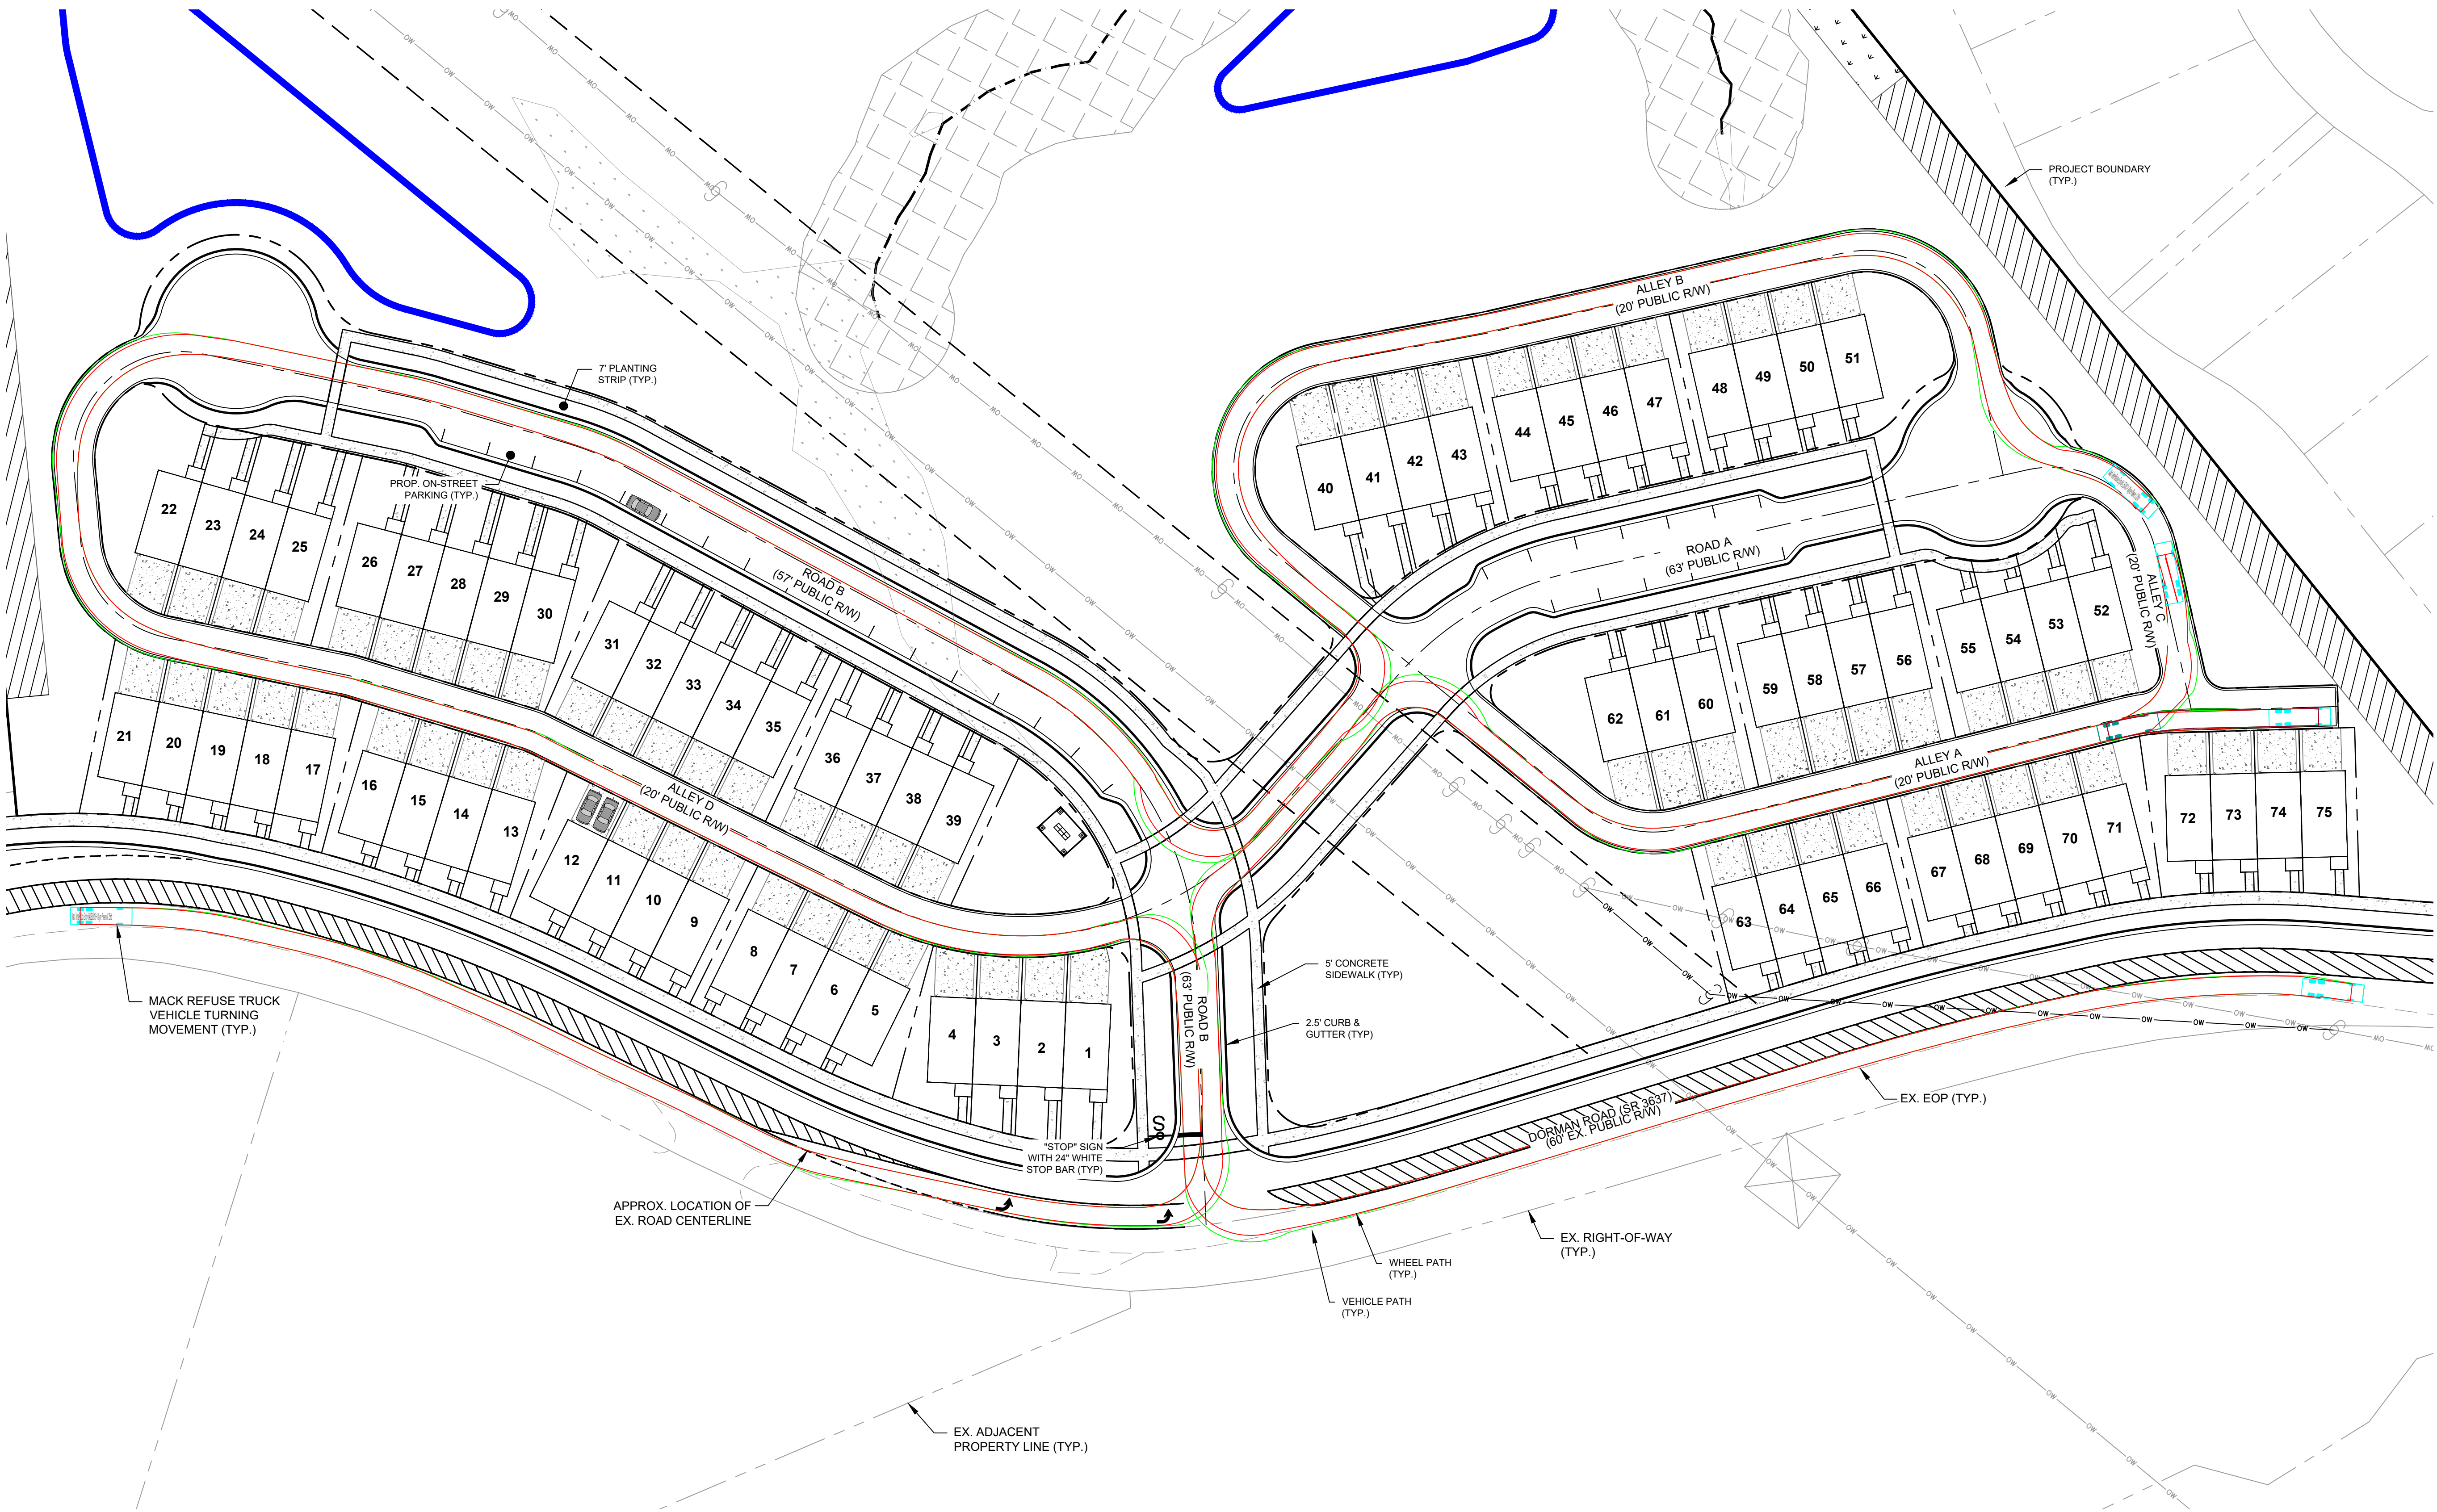 PROJECT BOUNDARY
(TYP.)
ALLEY B
(20' PUBLIC R/W)
7' PLANTING
STRIP (TYP.)
PROP. ON-STREET
PARKING (TYP.)
51
50
49
48
47
46
45
44
43
42
41
40
ROAD A
(63' PUBLIC R/W)
22
23
24
25
26
27
28
29
30
31
32
33
34
35
36
37
38
39
ROAD B
(57' PUBLIC R/W)
ALLEY C
(20' PUBLIC R/W)
52
53
54
55
56
57
58
59
60
61
62
ALLEY A
(20' PUBLIC R/W)
21
20
19
18
17
16
15
14
13
12
11
10
9
8
7
6
5
4
3
2
1
ALLEY D
(20' PUBLIC R/W)
63
64
65
66
67
68
69
70
71
72
73
74
75
ROAD B
(63' PUBLIC R/W)
5' CONCRETE
SIDEWALK (TYP)
2.5' CURB &
GUTTER (TYP)
MACK REFUSE TRUCK
VEHICLE TURNING
MOVEMENT (TYP.)
"STOP" SIGN
WITH 24" WHITE
STOP BAR (TYP)
DORMAN ROAD (SR 3637)
(60' EX. PUBLIC R/W)
EX. EOP (TYP.)
APPROX. LOCATION OF
EX. ROAD CENTERLINE
EX. RIGHT-OF-WAY
(TYP.)
WHEEL PATH
(TYP.)
VEHICLE PATH
(TYP.)
EX. ADJACENT
PROPERTY LINE (TYP.)
OW
OW
OW
OW
OW
OW
OW
OW